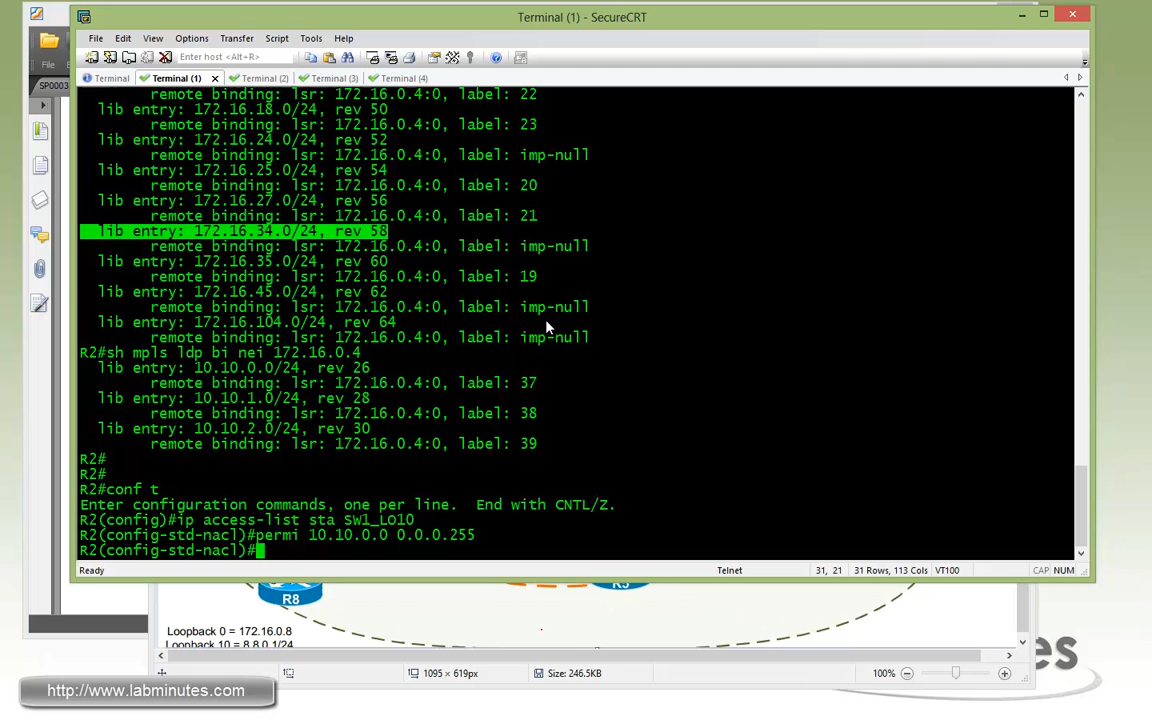 Terminal (1) - SecureCRT
File Edit View Options Transfer Script Tools Help
Enter host <Alt+R>
File
SP0003
Terminal Terminal (1) Terminal (2) Terminal (3) Terminal (4)
remote binding: lsr: 172.16.0.4:0, label: 22
lib entry: 172.16.18.0/24, rev 50
remote binding: lsr: 172.16.0.4:0, label: 23
lib entry: 172.16.24.0/24, rev 52
remote binding: lsr: 172.16.0.4:0, label: imp-null
lib entry: 172.16.25.0/24, rev 54
remote binding: lsr: 172.16.0.4:0, label: 20
lib entry: 172.16.27.0/24, rev 56
remote binding: lsr: 172.16.0.4:0, label: 21
lib entry: 172.16.34.0/24, rev 58
remote binding: lsr: 172.16.0.4:0, label: imp-null
lib entry: 172.16.35.0/24, rev 60
remote binding: lsr: 172.16.0.4:0, label: 19
lib entry: 172.16.45.0/24, rev 62
remote binding: lsr: 172.16.0.4:0, label: imp-null
lib entry: 172.16.104.0/24, rev 64
remote binding: lsr: 172.16.0.4:0, label: imp-null
R2#sh mpls ldp bi nei 172.16.0.4
lib entry: 10.10.0.0/24, rev 26
remote binding: lsr: 172.16.0.4:0, label: 37
lib entry: 10.10.1.0/24, rev 28
remote binding: lsr: 172.16.0.4:0, label: 38
lib entry: 10.10.2.0/24, rev 30
remote binding: lsr: 172.16.0.4:0, label: 39
R2#
R2#
R2#conf t
Enter configuration commands, one per line. End with CNTL/Z.
R2(config)#ip access-list sta SW1_LO10
R2(config-std-nacl)#permi 10.10.0.0 0.0.0.255
R2(config-std-nacl)#
Ready Telnet 31, 21 31 Rows, 113 Cols VT100 CAP NUM
R8
Loopback 0 = 172.16.0.8
Loopback 10 = 8.8.0.1/24
1095 × 619px Size: 246.5KB 100%
http://www.labminutes.com